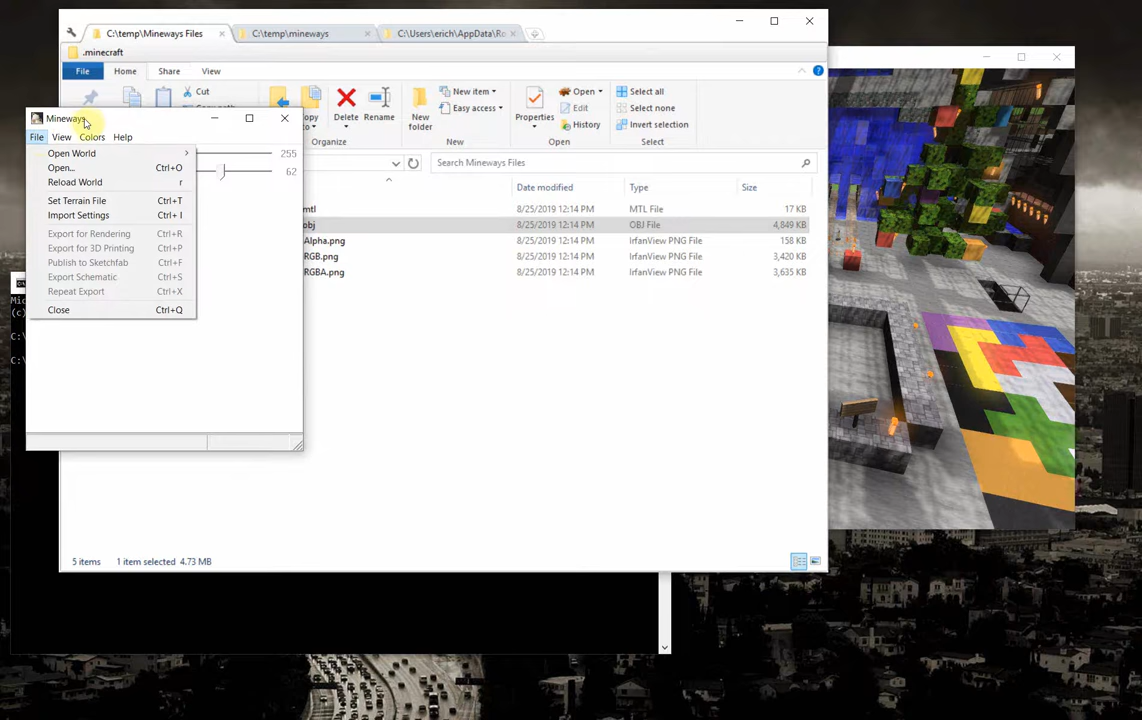 C:\temp\Mineways Files
C:\temp\mineways
C:\Users\erich\AppData\Ro
.minecraft
File
Home
Share
View
Cut
New item
Open
Select all
Easy access
Edit
Select none
Delete
Rename
New
folder
Properties
History
Invert selection
Organize
New
Open
Select
Search Mineways Files
Date modified
Type
Size
8/25/2019 12:14 PM
MTL File
17 KB
8/25/2019 12:14 PM
OBJ File
4,849 KB
Alpha.png
8/25/2019 12:14 PM
IrfanView PNG File
158 KB
RGB.png
8/25/2019 12:14 PM
IrfanView PNG File
3,420 KB
RGBA.png
8/25/2019 12:14 PM
IrfanView PNG File
3,635 KB
5 items
1 item selected 4.73 MB
Mineways
File
View
Colors
Help
255
62
Open World
Open...
Ctrl+O
Reload World
r
Set Terrain File
Ctrl+T
Import Settings
Ctrl+ I
Export for Rendering
Ctrl+R
Export for 3D Printing
Ctrl+P
Publish to Sketchfab
Ctrl+F
Export Schematic
Ctrl+S
Repeat Export
Ctrl+X
Close
Ctrl+Q
(c)